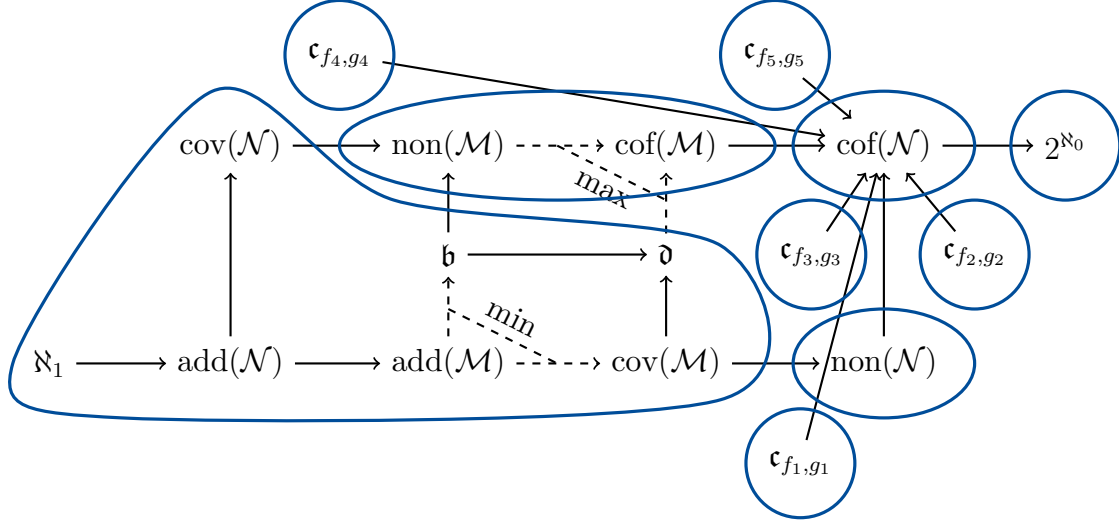 𝔠_{f_4,g_4} 𝔠_{f_5,g_5}
cov(𝒩) non(ℳ) cof(ℳ) cof(𝒩) 2^{ℵ_0}
max
𝔟 𝔡 𝔠_{f_3,g_3} 𝔠_{f_2,g_2}
min
ℵ_1 add(𝒩) add(ℳ) cov(ℳ) non(𝒩)
𝔠_{f_1,g_1}